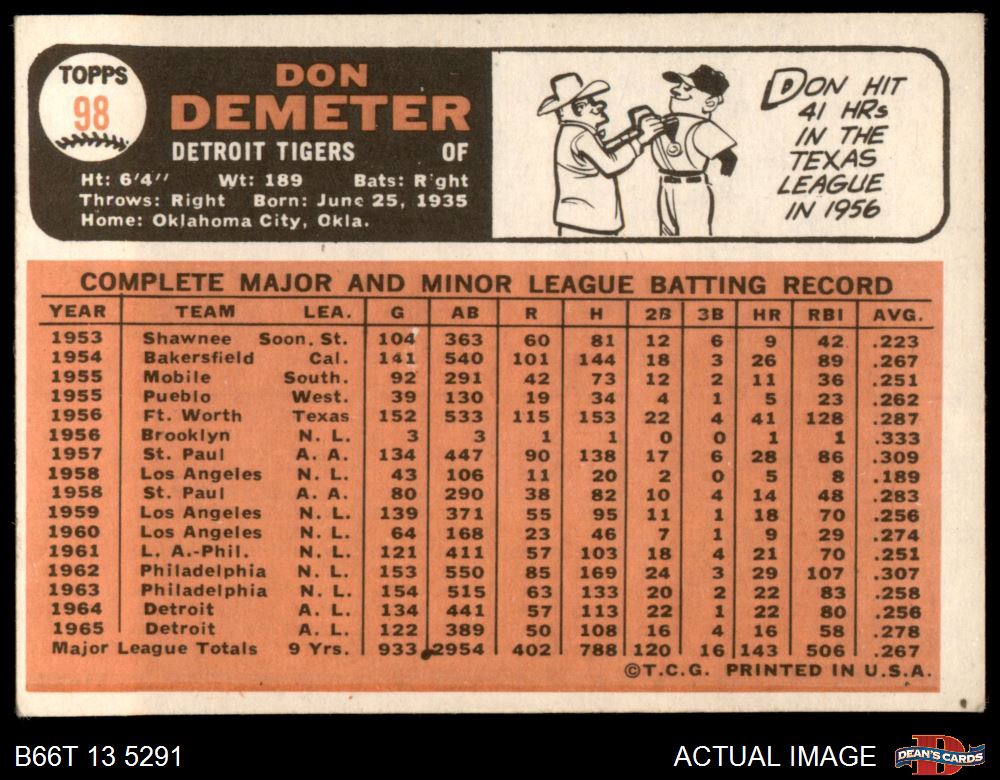 TOPPS
98
DON
DEMETER
DETROIT TIGERS OF
Ht: 6'4" Wt: 189 Bats: Right
Throws: Right Born: June 25, 1935
Home: Oklahoma City, Okla.
DON HIT
41 HRs
IN THE
TEXAS
LEAGUE
IN 1956
COMPLETE MAJOR AND MINOR LEAGUE BATTING RECORD
YEAR TEAM LEA. G AB R H 2B 3B HR RBI AVG.
1953 Shawnee Soon. St. 104 363 60 81 12 6 9 42 .223
1954 Bakersfield Cal. 141 540 101 144 18 3 26 89 .267
1955 Mobile South. 92 291 42 73 12 2 11 36 .251
1955 Pueblo West. 39 130 19 34 4 1 5 23 .262
1956 Ft. Worth Texas 152 533 115 153 22 4 41 128 .287
1956 Brooklyn N. L. 3 3 1 1 0 0 1 1 .333
1957 St. Paul A. A. 134 447 90 138 17 6 28 86 .309
1958 Los Angeles N. L. 43 106 11 20 2 0 5 8 .189
1958 St. Paul A. A. 80 290 38 82 10 4 14 48 .283
1959 Los Angeles N. L. 139 371 55 95 11 1 18 70 .256
1960 Los Angeles N. L. 64 168 23 46 7 1 9 29 .274
1961 L. A.-Phil. N. L. 121 411 57 103 18 4 21 70 .251
1962 Philadelphia N. L. 153 550 85 169 24 3 29 107 .307
1963 Philadelphia N. L. 154 515 63 133 20 2 22 83 .258
1964 Detroit A. L. 134 441 57 113 22 1 22 80 .256
1965 Detroit A. L. 122 389 50 108 16 4 16 58 .278
Major League Totals 9 Yrs. 933 2954 402 788 120 16 143 506 .267
©T.C.G. PRINTED IN U.S.A.
B66T 13 5291
ACTUAL IMAGE
DEAN'S CARDS